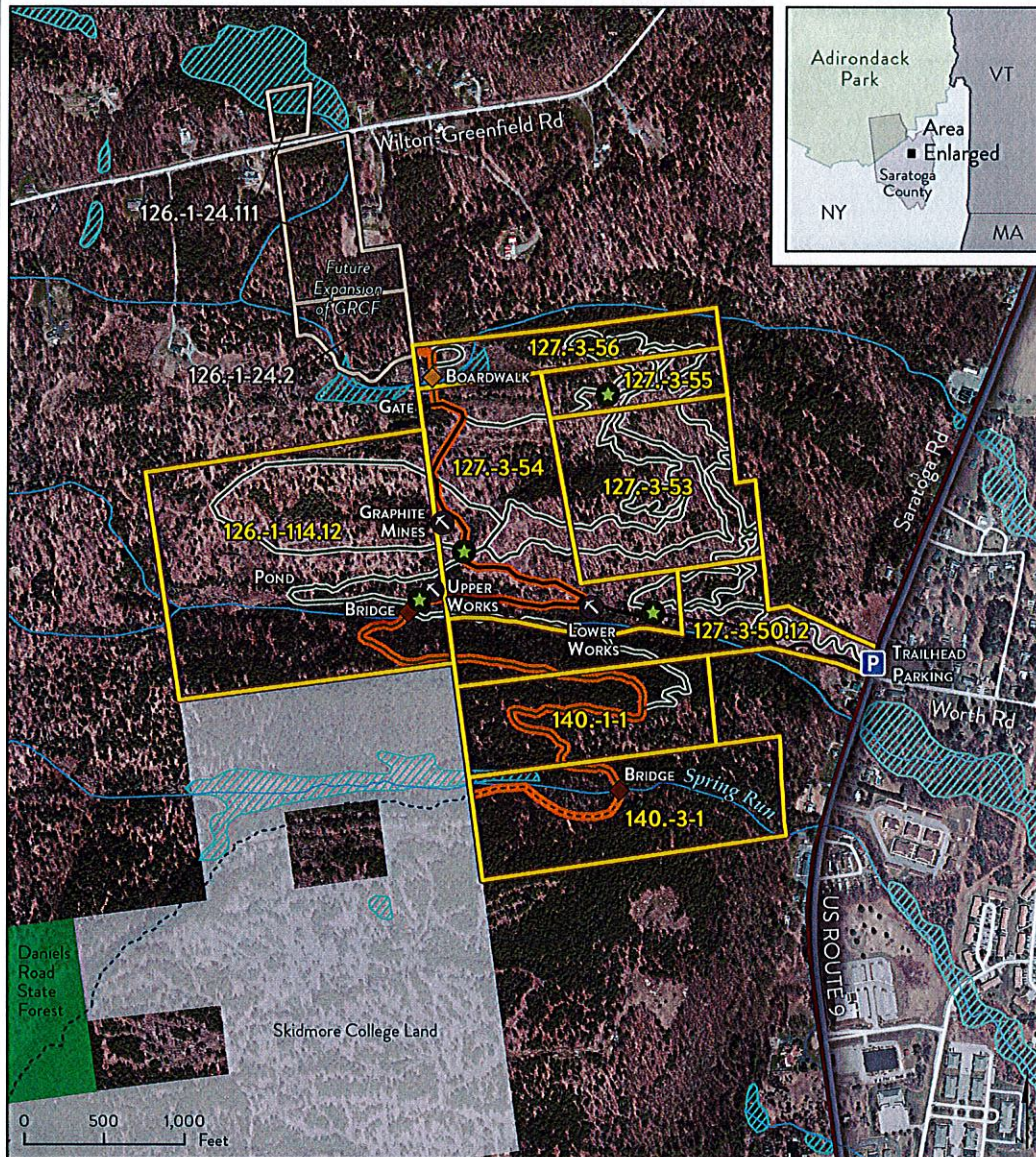 Wilton-Greenfield Rd
Adirondack
Park
VT
Area
Enlarged
Saratoga
County
NY
MA
126.-1-24.111
Future
Expansion
of GRCF
126.-1-24.2
127.-3-56
BOARDWALK
127.-3-55
GATE
127.-3-54
127.-3-53
Saratoga Rd
GRAPHITE
MINES
126.-1-114.12
POND
UPPER
WORKS
BRIDGE
LOWER
WORKS
127.-3-50.12
P
TRAILHEAD
PARKING
Worth Rd
140.-1-1
BRIDGE
Spring Run
140.-3-1
US ROUTE 9
Daniels
Road
State
Forest
Skidmore College Land
0 500 1,000
Feet